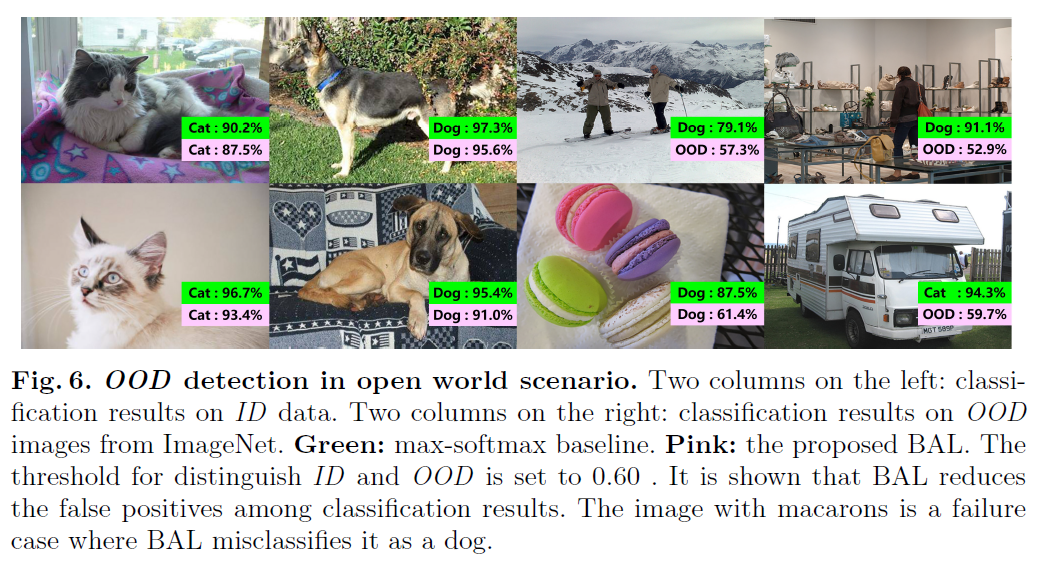 Cat : 90.2%
Cat : 87.5%
Dog : 97.3%
Dog : 95.6%
Dog : 79.1%
OOD : 57.3%
Dog : 91.1%
OOD : 52.9%
Cat : 96.7%
Cat : 93.4%
Dog : 95.4%
Dog : 91.0%
Dog : 87.5%
Dog : 61.4%
Cat : 94.3%
OOD : 59.7%
Fig. 6. OOD detection in open world scenario. Two columns on the left: classi-
fication results on ID data. Two columns on the right: classification results on OOD
images from ImageNet. Green: max-softmax baseline. Pink: the proposed BAL. The
threshold for distinguish ID and OOD is set to 0.60 . It is shown that BAL reduces
the false positives among classification results. The image with macarons is a failure
case where BAL misclassifies it as a dog.